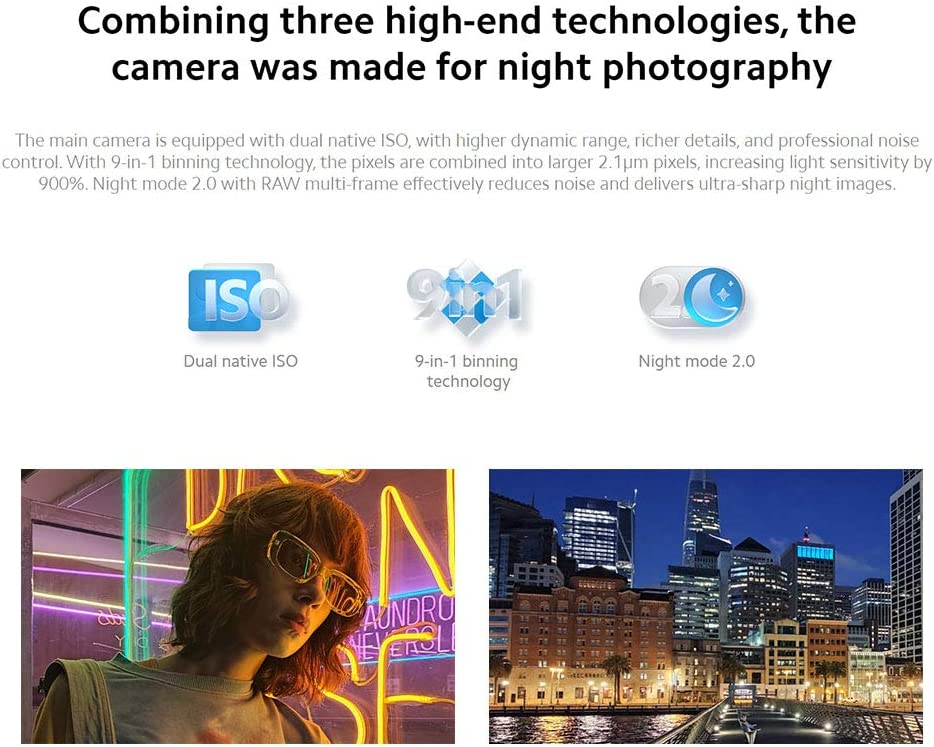 Combining three high-end technologies, the
camera was made for night photography
The main camera is equipped with dual native ISO, with higher dynamic range, richer details, and professional noise
control. With 9-in-1 binning technology, the pixels are combined into larger 2.1μm pixels, increasing light sensitivity by
900%. Night mode 2.0 with RAW multi-frame effectively reduces noise and delivers ultra-sharp night images.
ISO
9in1
2.0
Dual native ISO
9-in-1 binning
technology
Night mode 2.0
AUNDRO
NEVERSLE